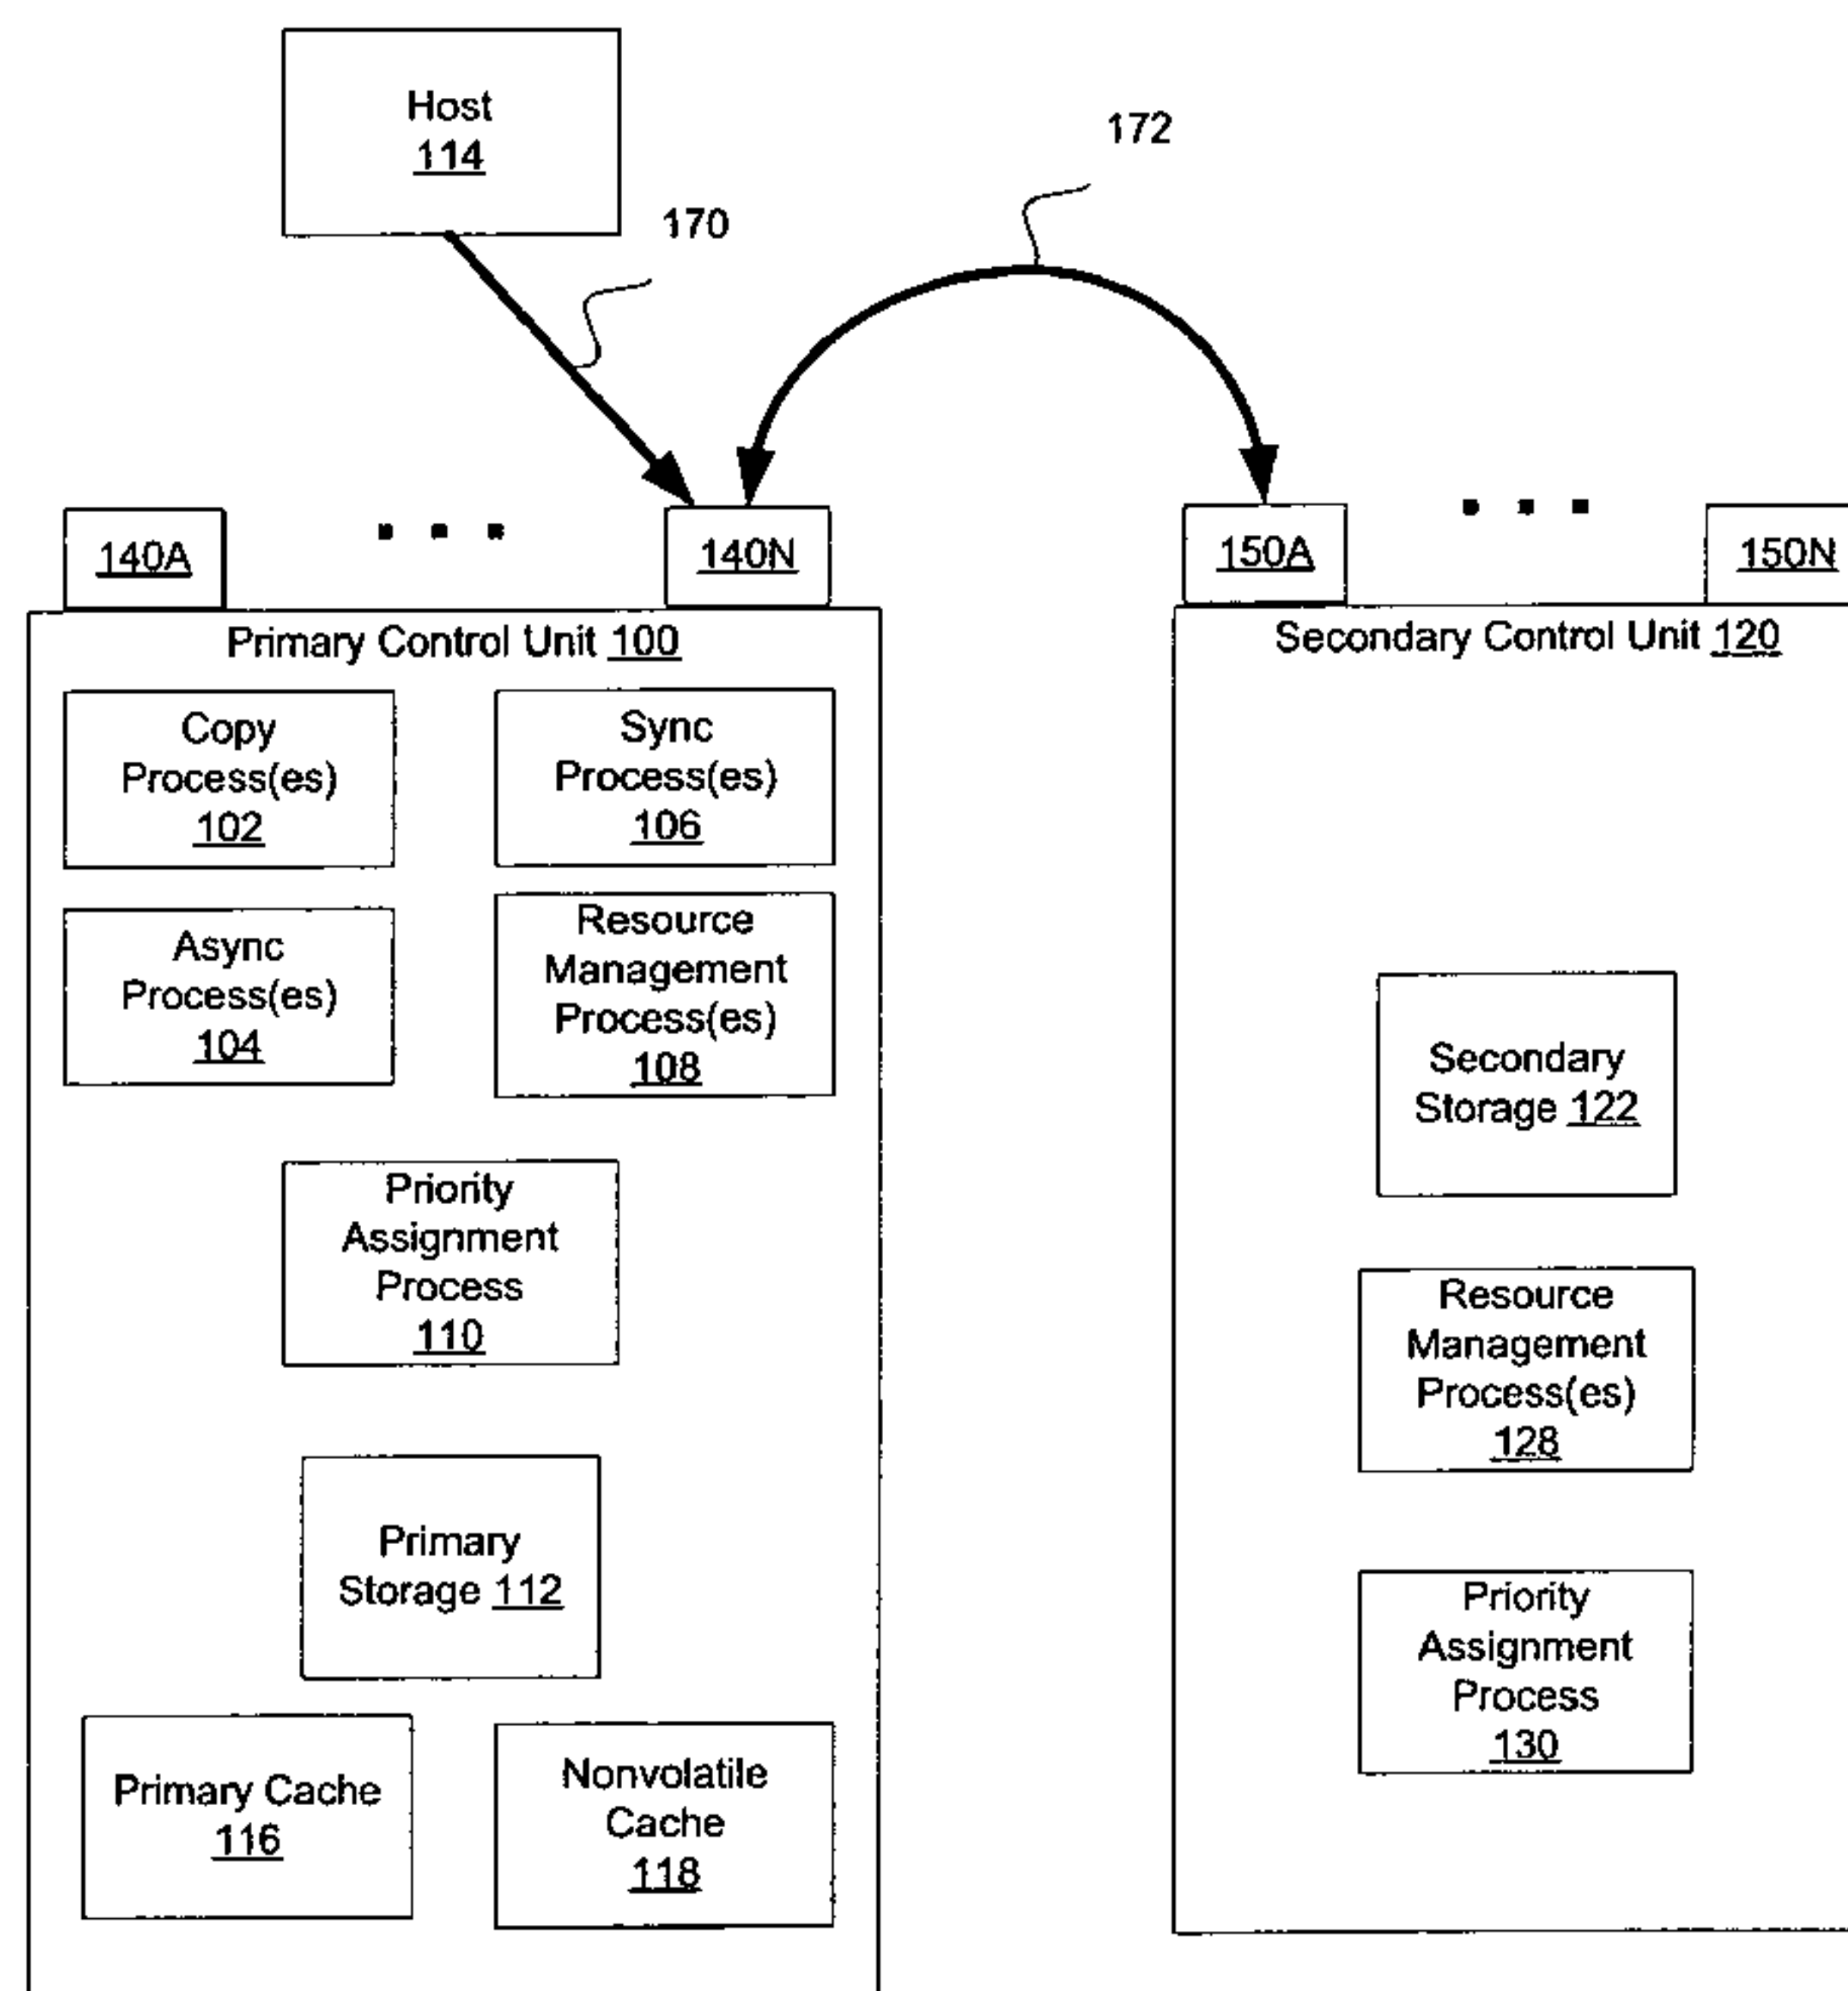 Host
114
170
172
140A
140N
150A
150N
Primary Control Unit 100
Copy
Process(es)
102
Sync
Process(es)
106
Async
Process(es)
104
Resource
Management
Process(es)
108
Priority
Assignment
Process
110
Primary
Storage 112
Primary Cache
116
Nonvolatile
Cache
118
Secondary Control Unit 120
Secondary
Storage 122
Resource
Management
Process(es)
128
Priority
Assignment
Process
130